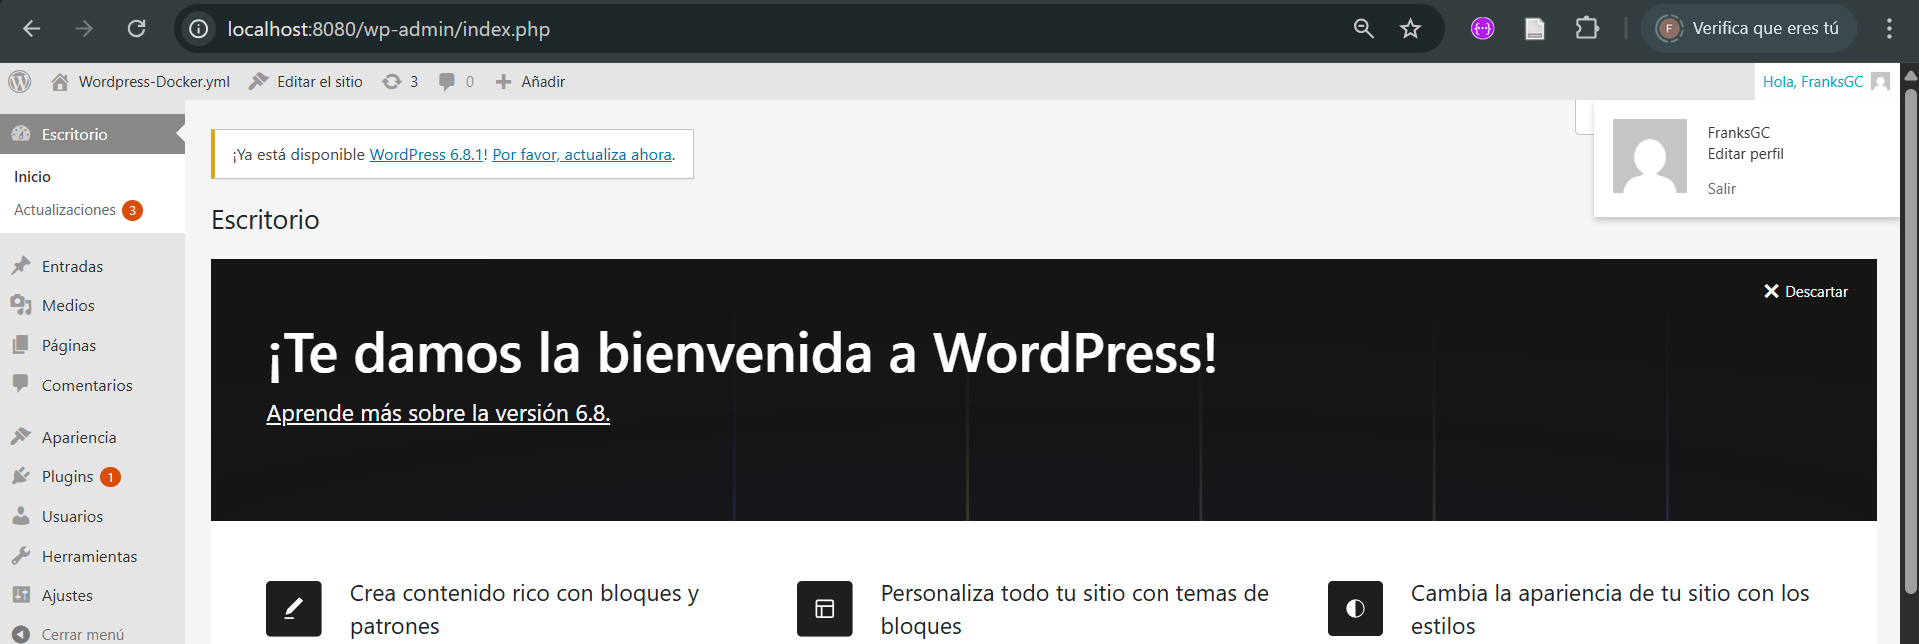 localhost:8080/wp-admin/index.php
Verifica que eres tú
Wordpress-Docker.yml
Editar el sitio
3
0
Añadir
Hola, FranksGC
FranksGC
Editar perfil
Salir
Escritorio
Inicio
Actualizaciones 3
Entradas
Medios
Páginas
Comentarios
Apariencia
Plugins 1
Usuarios
Herramientas
Ajustes
Cerrar menú
¡Ya está disponible WordPress 6.8.1! Por favor, actualiza ahora.
Escritorio
Descartar
¡Te damos la bienvenida a WordPress!
Aprende más sobre la versión 6.8.
Crea contenido rico con bloques y
patrones
Personaliza todo tu sitio con temas de
bloques
Cambia la apariencia de tu sitio con los
estilos